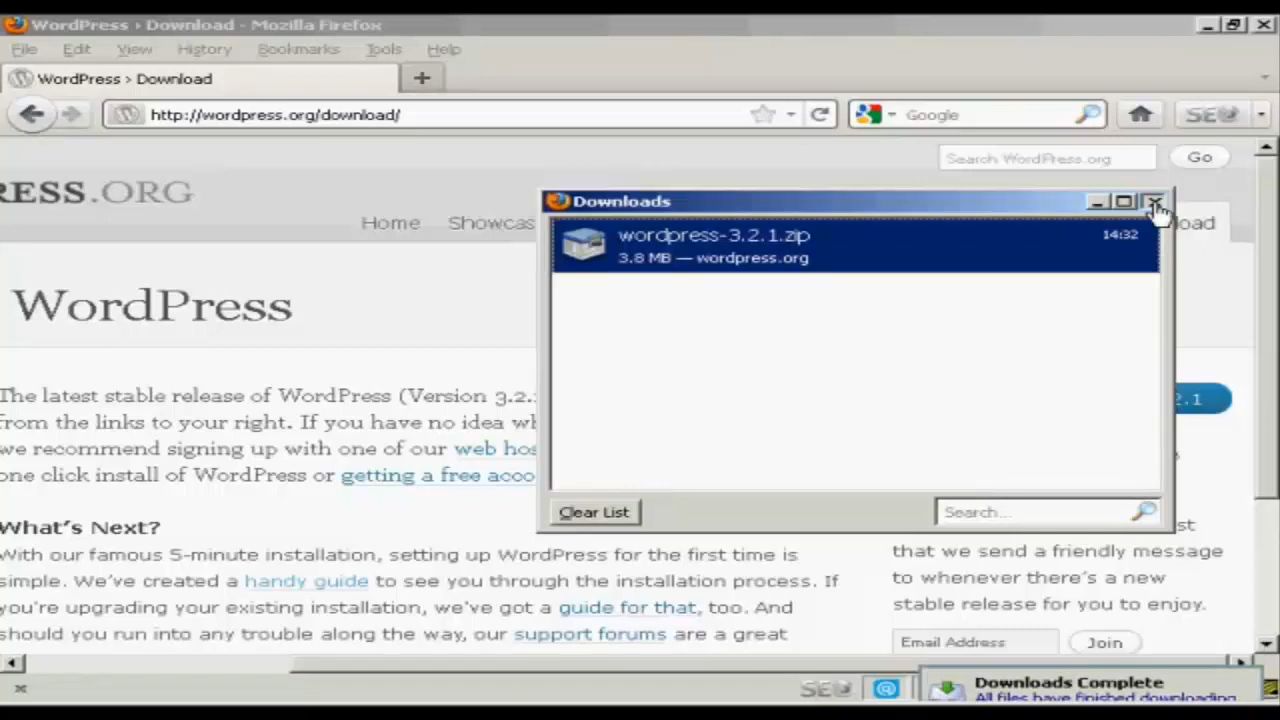 WordPress › Download - Mozilla Firefox
File Edit View History Bookmarks Tools Help
WordPress › Download
http://wordpress.org/download/
Google
SE
Search WordPress.org
Go
RESS.ORG
Home
Showcas
load
Downloads
wordpress-3.2.1.zip
14:32
3.8 MB — wordpress.org
WordPress
The latest stable release of WordPress (Version 3.2.
2.1
from the links to your right. If you have no idea wh
we recommend signing up with one of our web hos
one click install of WordPress or getting a free acco
Clear List
Search...
What's Next?
st
With our famous 5-minute installation, setting up WordPress for the first time is
simple. We've created a handy guide to see you through the installation process. If
you're upgrading your existing installation, we've got a guide for that, too. And
should you run into any trouble along the way, our support forums are a great
that we send a friendly message
to whenever there's a new
stable release for you to enjoy.
Email Address
Join
SE
Downloads Complete
All files have finished downloading